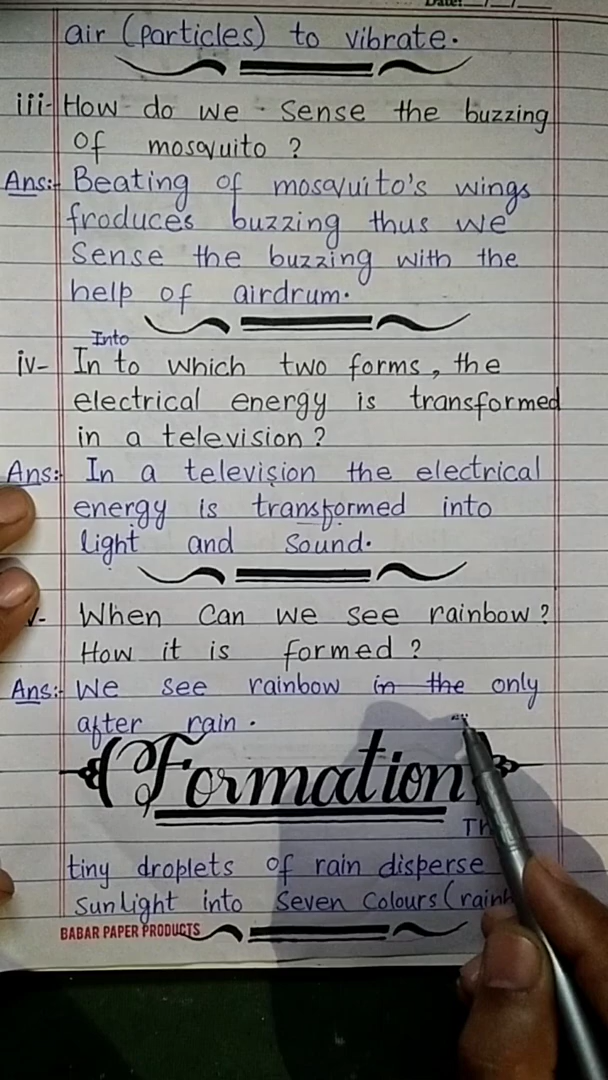 air (particles) to vibrate.
iii- How do we sense the buzzing
of mosquito ?
Ans:- Beating of mosquito's wings
froduces buzzing thus we
Sense the buzzing with the
help of airdrum.
Into
iv- In to which two forms, the
electrical energy is transformed
in a television ?
Ans:- In a television the electrical
energy is transformed into
light and sound.
v- When can we see rainbow ?
How it is formed ?
Ans:- We see rainbow in the only
after rain.
Formation
tiny droplets of rain disperse
Sunlight into seven colours (
BABAR PAPER PRODUCTS